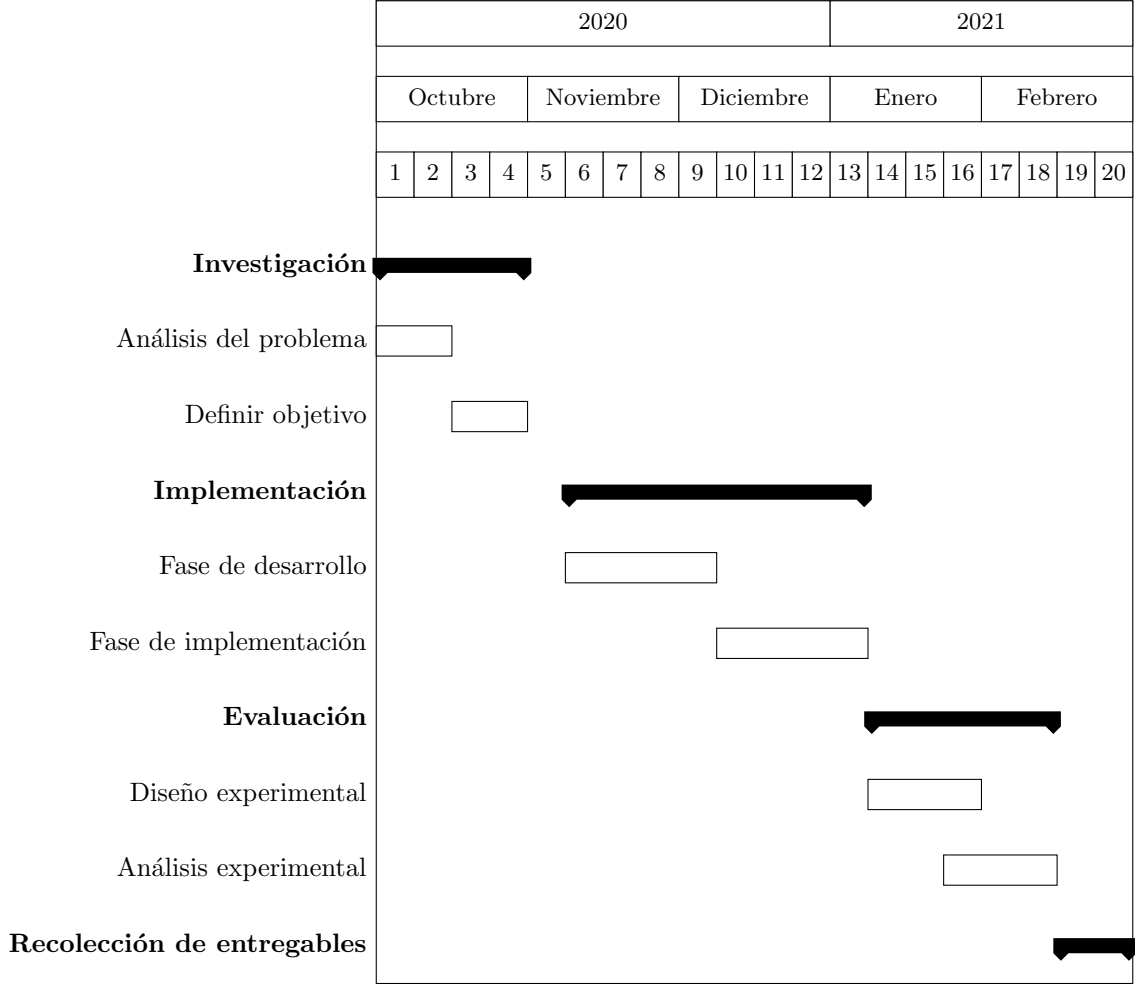 2020 2021
Octubre Noviembre Diciembre Enero Febrero
1 2 3 4 5 6 7 8 9 10 11 12 13 14 15 16 17 18 19 20
Investigación
Análisis del problema
Definir objetivo
Implementación
Fase de desarrollo
Fase de implementación
Evaluación
Diseño experimental
Análisis experimental
Recolección de entregables